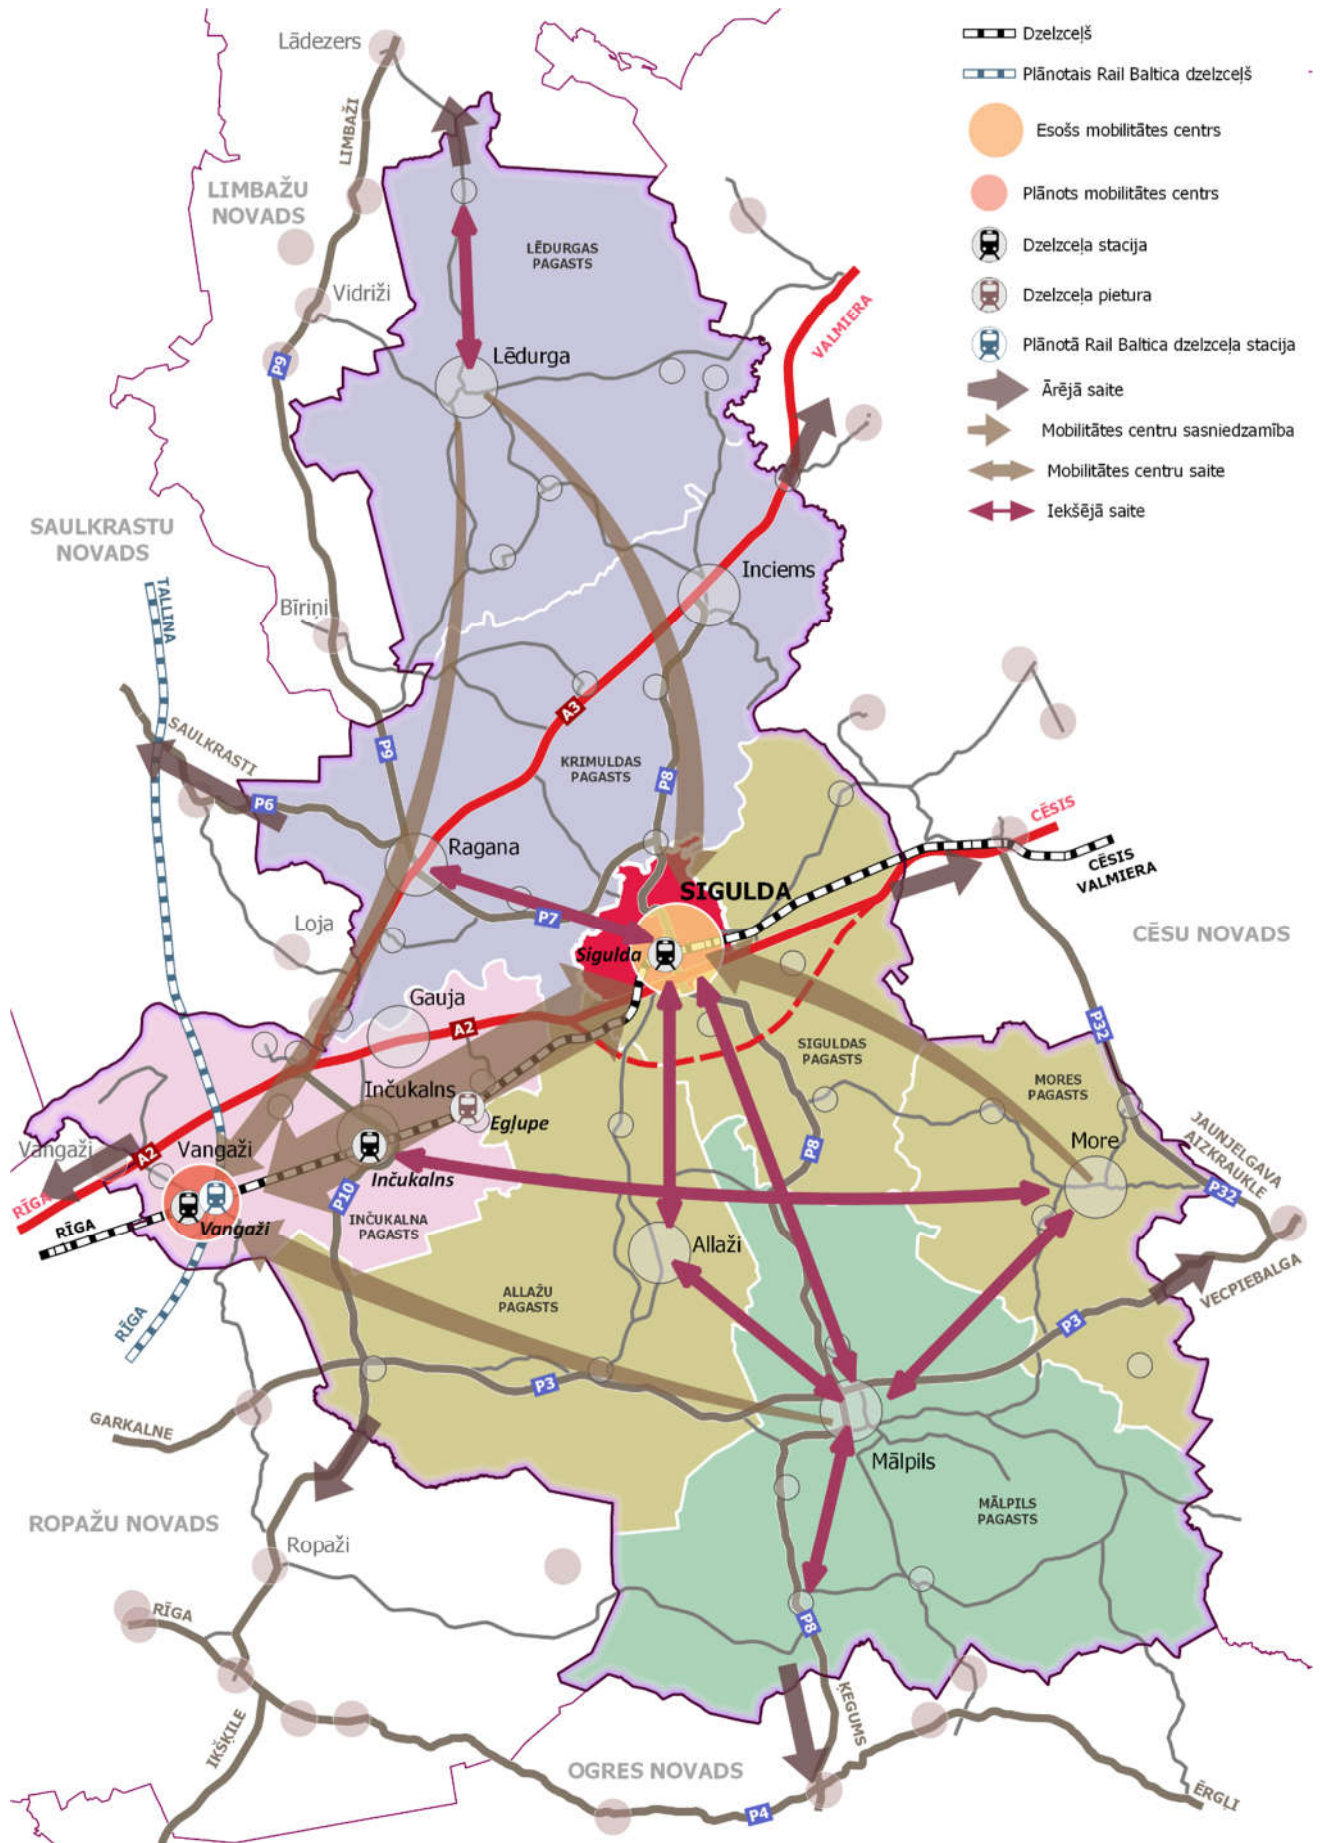 Dzelzceļš
Plānotais Rail Baltica dzelzceļš
Esošs mobilitātes centrs
Plānots mobilitātes centrs
Dzelzceļa stacija
Dzelzceļa pietura
Plānotā Rail Baltica dzelzceļa stacija
Ārējā saite
Mobilitātes centru sasniedzamība
Mobilitātes centru saite
Iekšējā saite
Lādezers
LIMBAŽI
LIMBAŽU
NOVADS
LĒDURGAS
PAGASTS
Vidriži
VALMIERA
P9
Lēdurga
SAULKRASTU
NOVADS
TALLINA
Inciems
Bīriņi
A3
SAULKRASTI
P9
KRIMULDAS
PAGASTS
P8
P6
CĒSIS
Ragana
CĒSIS
VALMIERA
SIGULDA
P7
Loja
Sigulda
CĒSU NOVADS
Gauja
A2
P32
SIGULDAS
PAGASTS
MORES
PAGASTS
Inčukalns
Egļupe
JAUNJELGAVA
AIZKRAUKLE
Vangaži
A2
Vangaži
P8
More
Inčukalns
P10
P32
RĪGA
RĪGA
Vangaži
INČUKALNA
PAGASTS
Allaži
VECPIEBALGA
ALLAŽU
PAGASTS
RĪGA
P3
P3
GARKALNE
Mālpils
MĀLPILS
PAGASTS
ROPAŽU NOVADS
Ropaži
RĪGA
P8
ĶEGUMS
IKŠĶILE
OGRES NOVADS
P4
ĒRGĻI